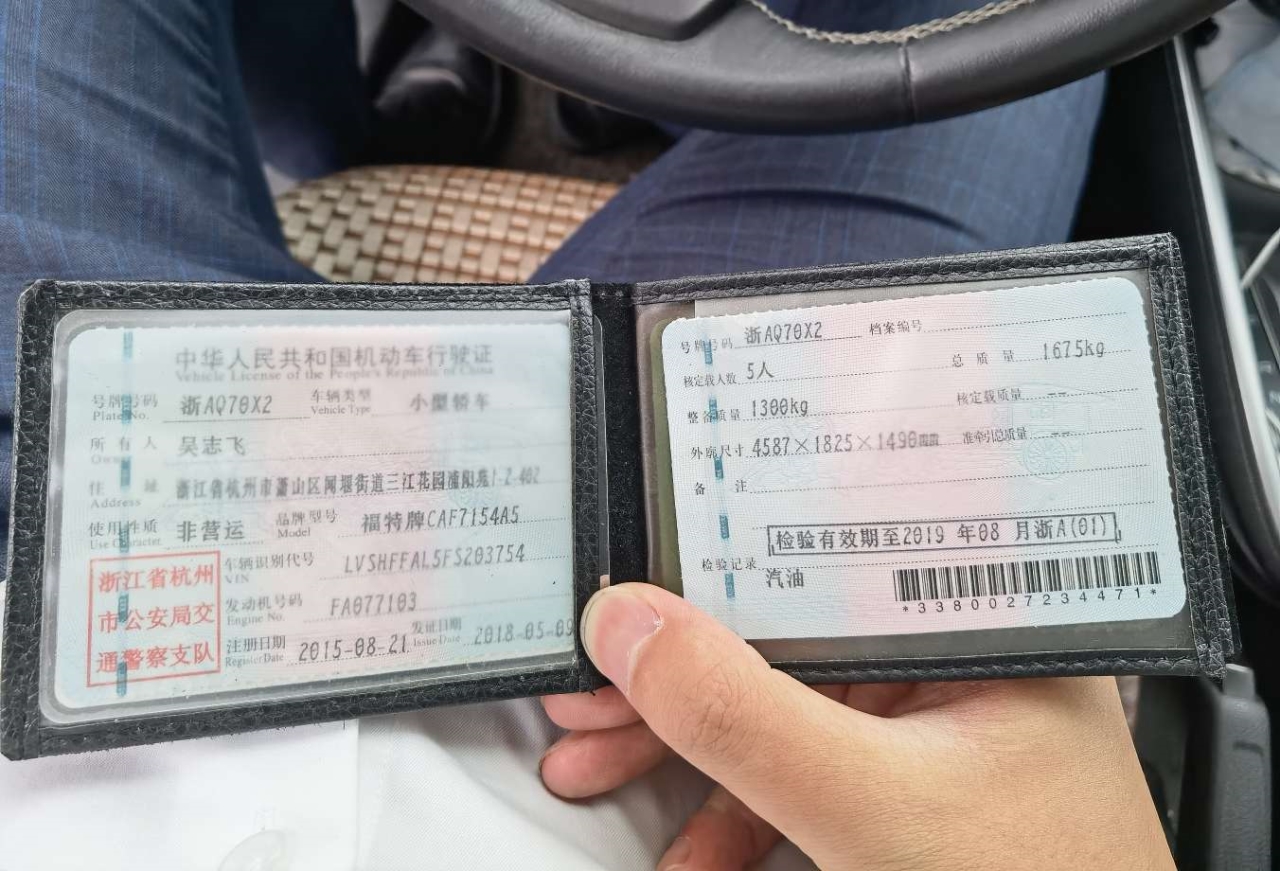 中华人民共和国机动车行驶证
Vehicle License of the People's Republic of China
号牌号码 浙AQ70X2 车辆类型 小型轿车
Plate No. Vehicle Type
所有人 吴志飞
Owner
住址 浙江省杭州市萧山区闻堰街道三江花园浦阳苑1-2-402
Address
使用性质 非营运 品牌型号 福特牌CAF7154A5
Use Character Model
浙江省杭州
市公安局交
通警察支队
车辆识别代号 LVSHFFAL5FS203754
VIN
发动机号码 FA077103
Engine No.
注册日期 2015-08-21 发证日期 2018-05-09
Register Date Issue Date
号牌号码 浙AQ70X2 档案编号
核定载人数 5人 总质量 1675kg
整备质量 1300kg 核定载质量 --
外廓尺寸 4587×1825×1490mm 准牵引总质量 --
备注
检验有效期至2019年08月浙A(01)
检验记录
汽油
*3380027234471*